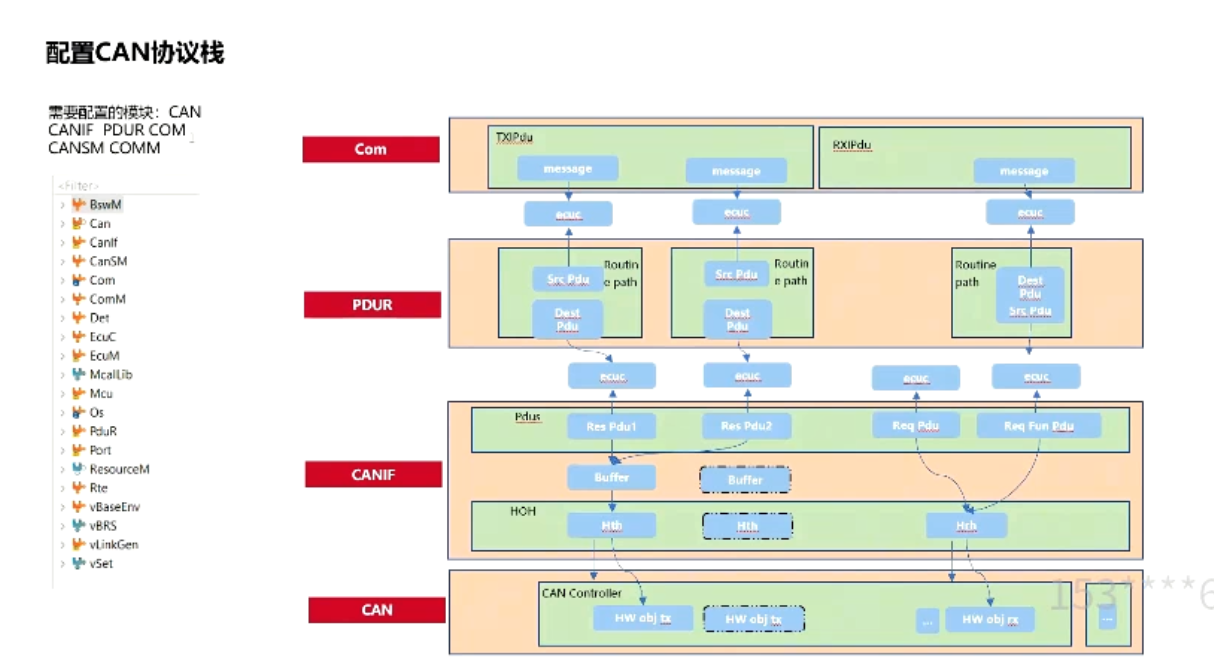 配置CAN协议栈
需要配置的模块：CAN
CANIF PDUR COM
CANSM COMM
<Filter>
BswM
Can
CanIf
CanSM
Com
ComM
Det
EcuC
EcuM
McalLib
Mcu
Os
PduR
Port
ResourceM
Rte
vBaseEnv
vBRS
vLinkGen
vSet
Com
TXIPdu
message
message
RXIPdu
message
ecuc
ecuc
ecuc
PDUR
Src Pdu
Routin
e path
Dest
Pdu
Src Pdu
Routin
e path
Dest
Pdu
Routine
path
Dest
Pdu
Src Pdu
ecuc
ecuc
ecuc
ecuc
CANIF
Pdus
Res Pdu1
Res Pdu2
Req Pdu
Req Fun Pdu
Buffer
Buffer
HOH
Hth
Hth
Hrh
CAN
CAN Controller
HW obj tx
HW obj tx
...
HW obj rx
...
153****6